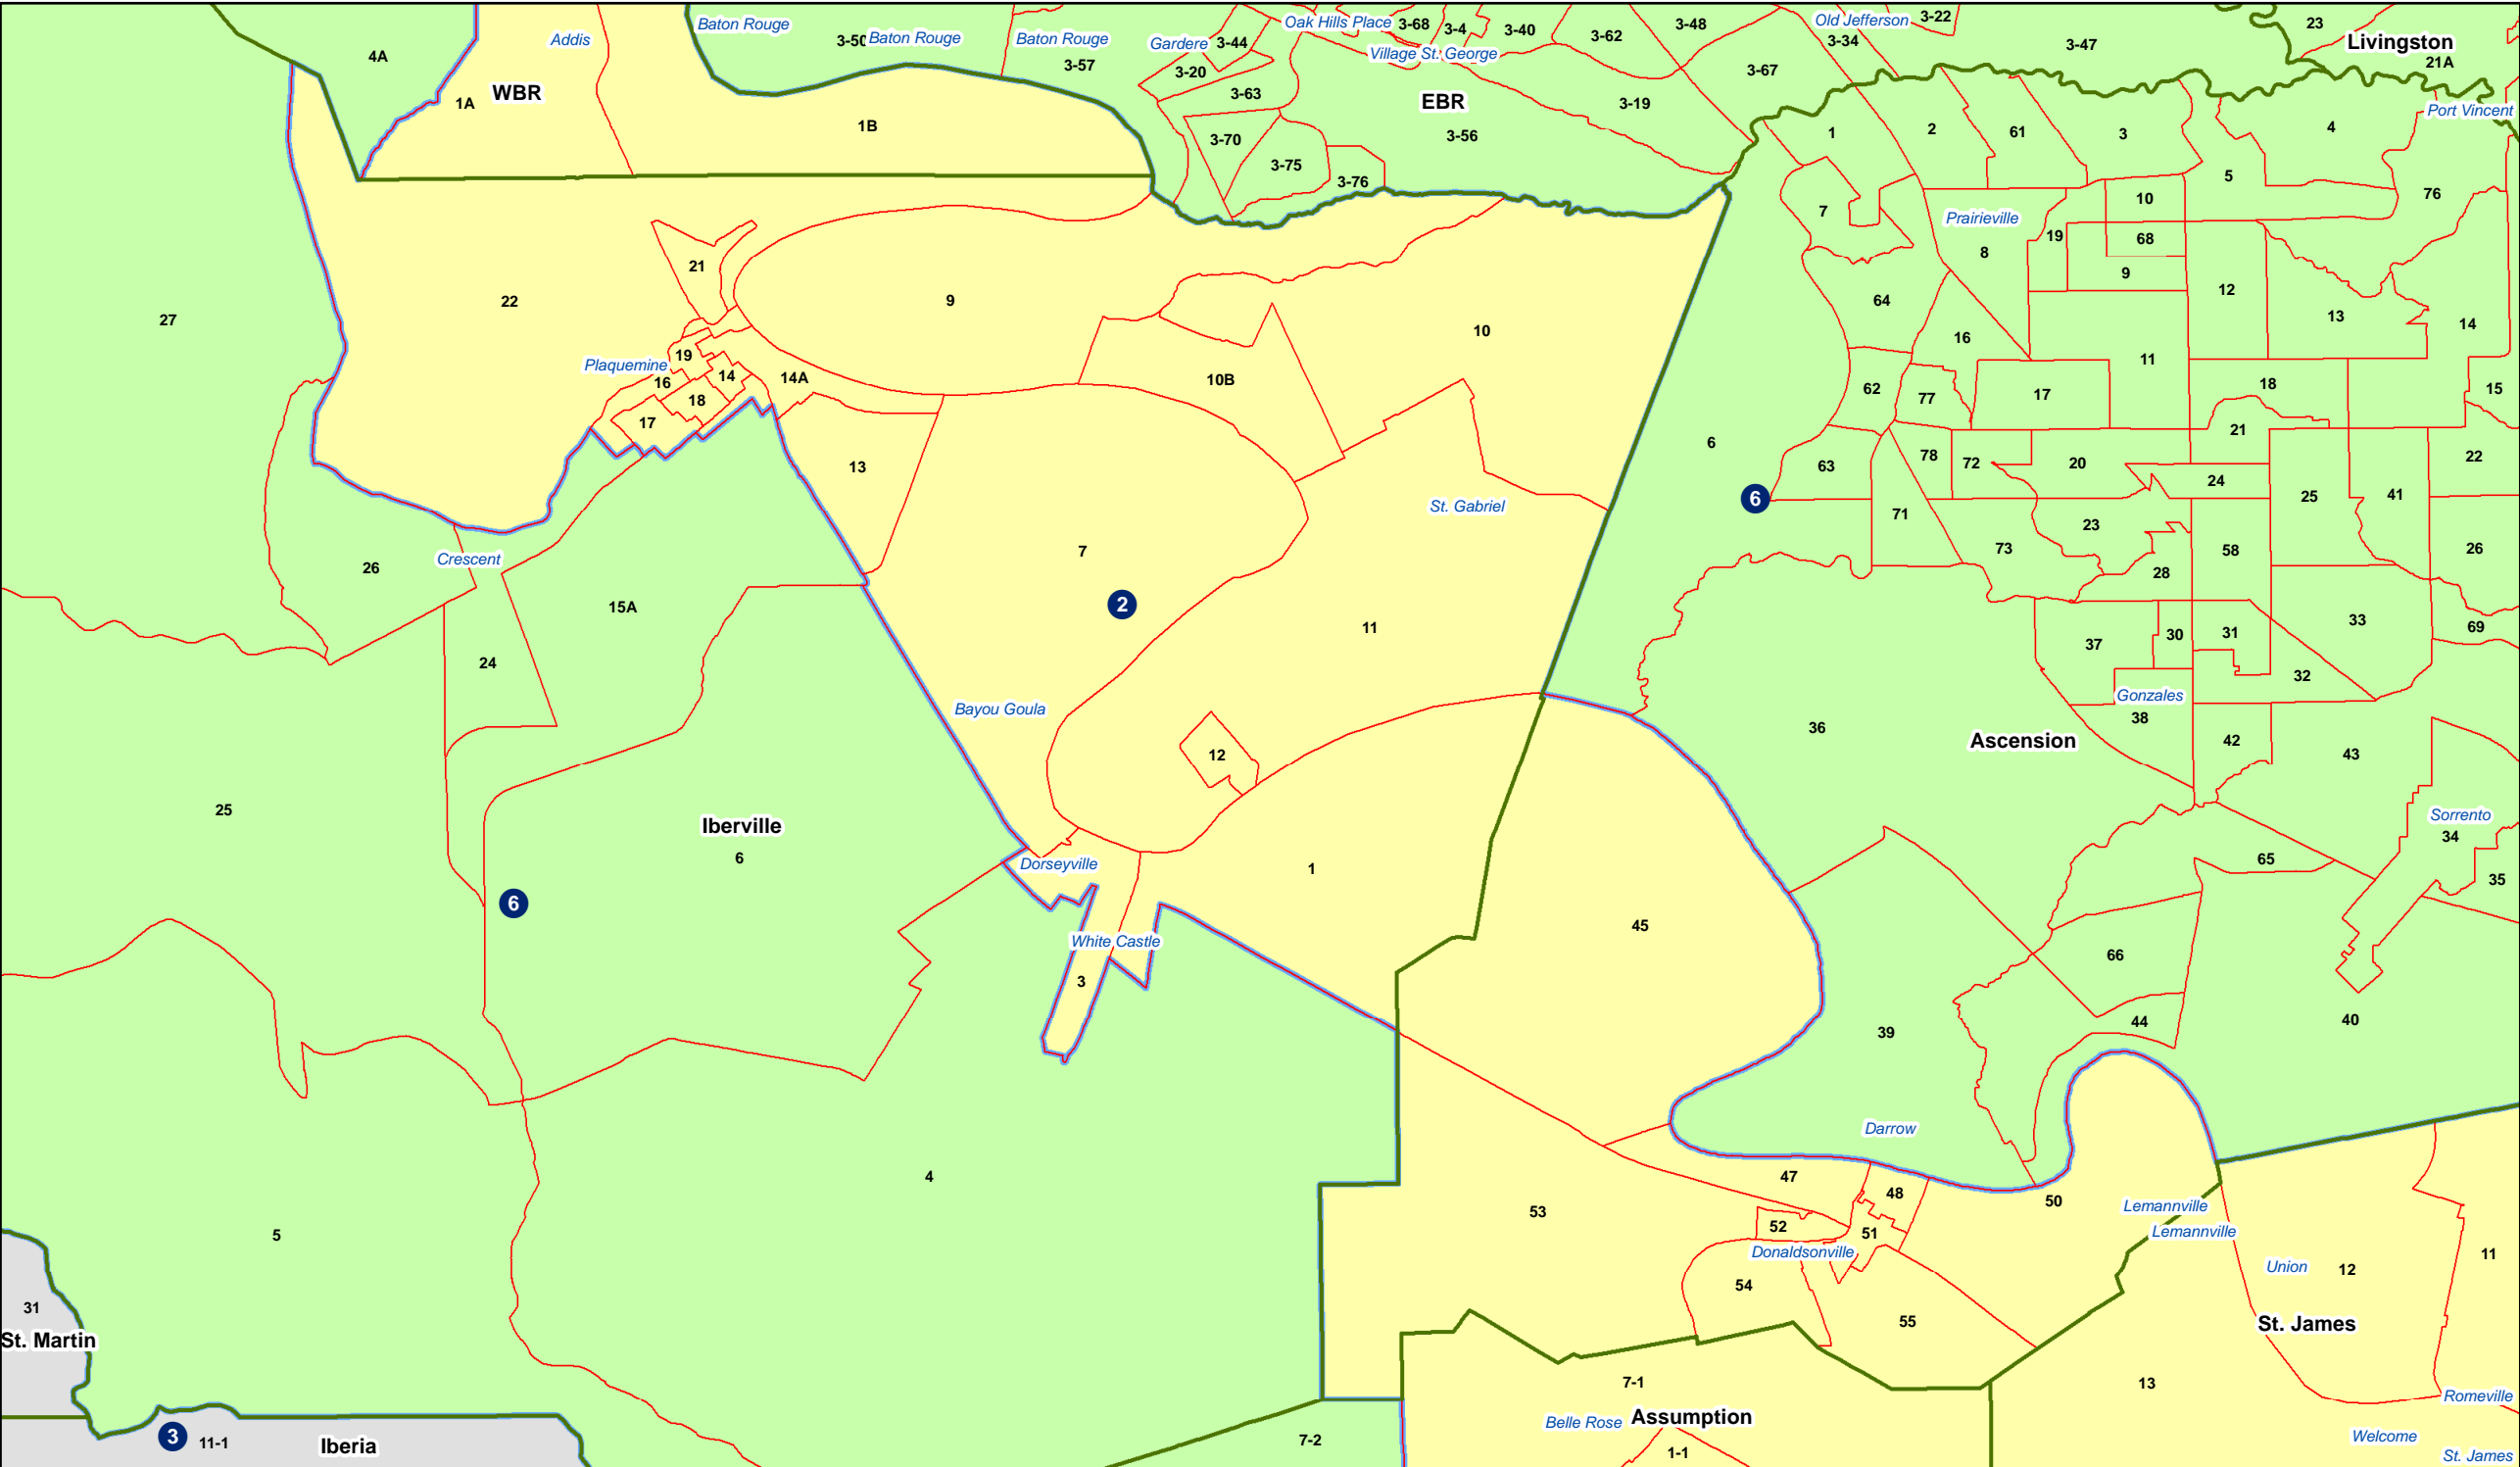 Baton Rouge
Oak Hills Place
3-68
3-4
3-40
3-48
Old Jefferson
3-22
23
Addis
3-50
Baton Rouge
Baton Rouge
Gardere
3-44
Village St. George
3-62
3-34
3-47
Livingston
4A
3-57
3-20
3-67
21A
WBR
1A
3-63
EBR
3-19
Port Vincent
1B
3-70
3-56
1
2
61
3
4
3-75
3-76
5
10
76
7
Prairieville
19
68
8
21
9
12
22
9
64
13
27
10
16
14
19
11
Plaquemine
16
14
14A
10B
62
77
17
18
15
18
17
6
21
13
63
78
72
20
24
22
6
25
41
St. Gabriel
71
23
Crescent
7
73
58
26
26
28
15A
2
11
37
30
31
33
69
24
32
Bayou Goula
Gonzales
36
38
12
Ascension
42
43
25
Iberville
Sorrento
6
34
Dorseyville
1
65
35
6
45
White Castle
66
3
39
44
40
Darrow
4
47
48
50
Lemannville
5
53
52
51
Lemannville
Donaldsonville
11
54
Union
12
31
55
St. James
St. Martin
7-1
13
Romeville
Belle Rose
Assumption
3
11-1
Iberia
7-2
1-1
Welcome
St. James